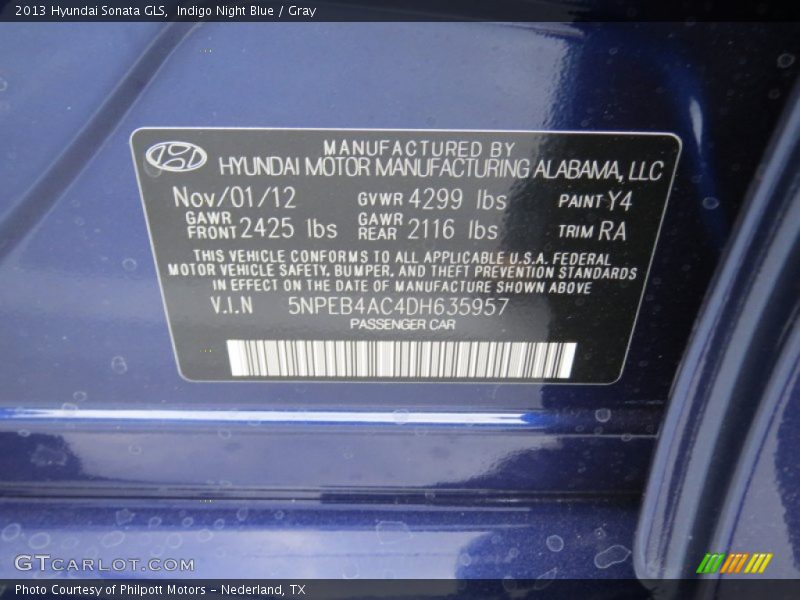 2013 Hyundai Sonata GLS, Indigo Night Blue / Gray
MANUFACTURED BY
HYUNDAI MOTOR MANUFACTURING ALABAMA, LLC
Nov/01/12 GVWR 4299 lbs PAINT Y4
GAWR FRONT 2425 lbs GAWR REAR 2116 lbs TRIM RA
THIS VEHICLE CONFORMS TO ALL APPLICABLE U.S.A. FEDERAL
MOTOR VEHICLE SAFETY, BUMPER, AND THEFT PREVENTION STANDARDS
IN EFFECT ON THE DATE OF MANUFACTURE SHOWN ABOVE
V.I.N 5NPEB4AC4DH635957
PASSENGER CAR
GTCARLOT.COM
Photo Courtesy of Philpott Motors - Nederland, TX